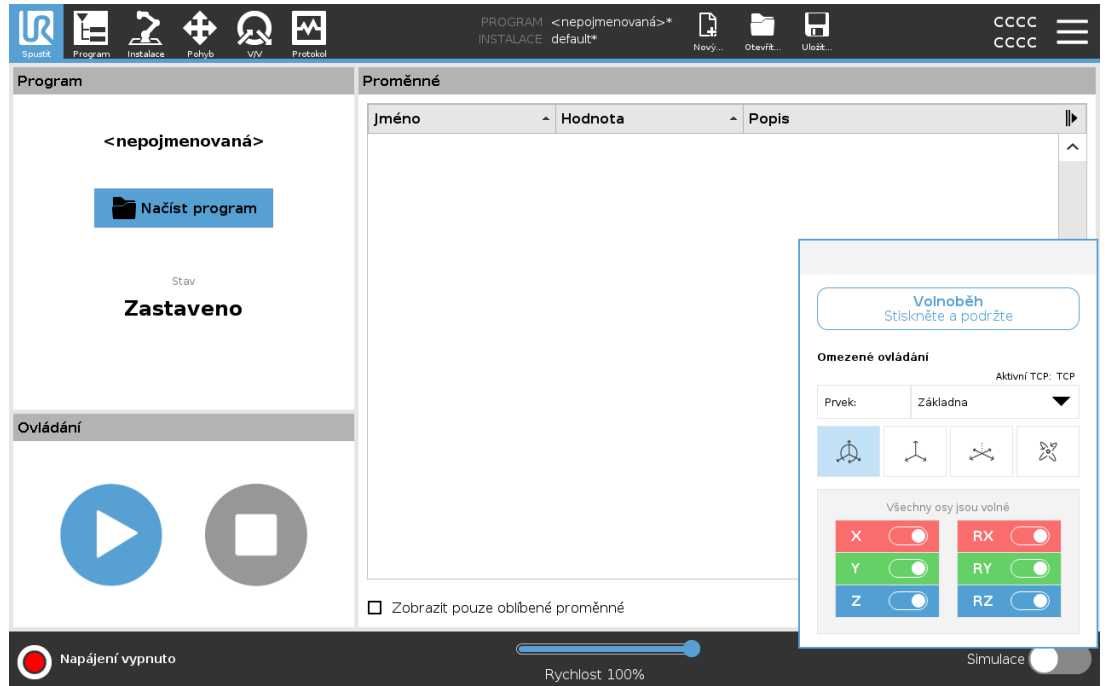 Spustit
Program
Instalace
Pohyb
V/V
Protokol
PROGRAM <nepojmenovaná>*
INSTALACE default*
Nový...
Otevřít...
Uložit...
CCCC
CCCC
Program
<nepojmenovaná>
Načíst program
Stav
Zastaveno
Ovládání
Proměnné
Jméno Hodnota Popis
Zobrazit pouze oblíbené proměnné
Volnoběh
Stiskněte a podržte
Omezené ovládání
Aktivní TCP: TCP
Prvek: Základna
Všechny osy jsou volné
X RX
Y RY
Z RZ
Napájení vypnuto
Rychlost 100%
Simulace